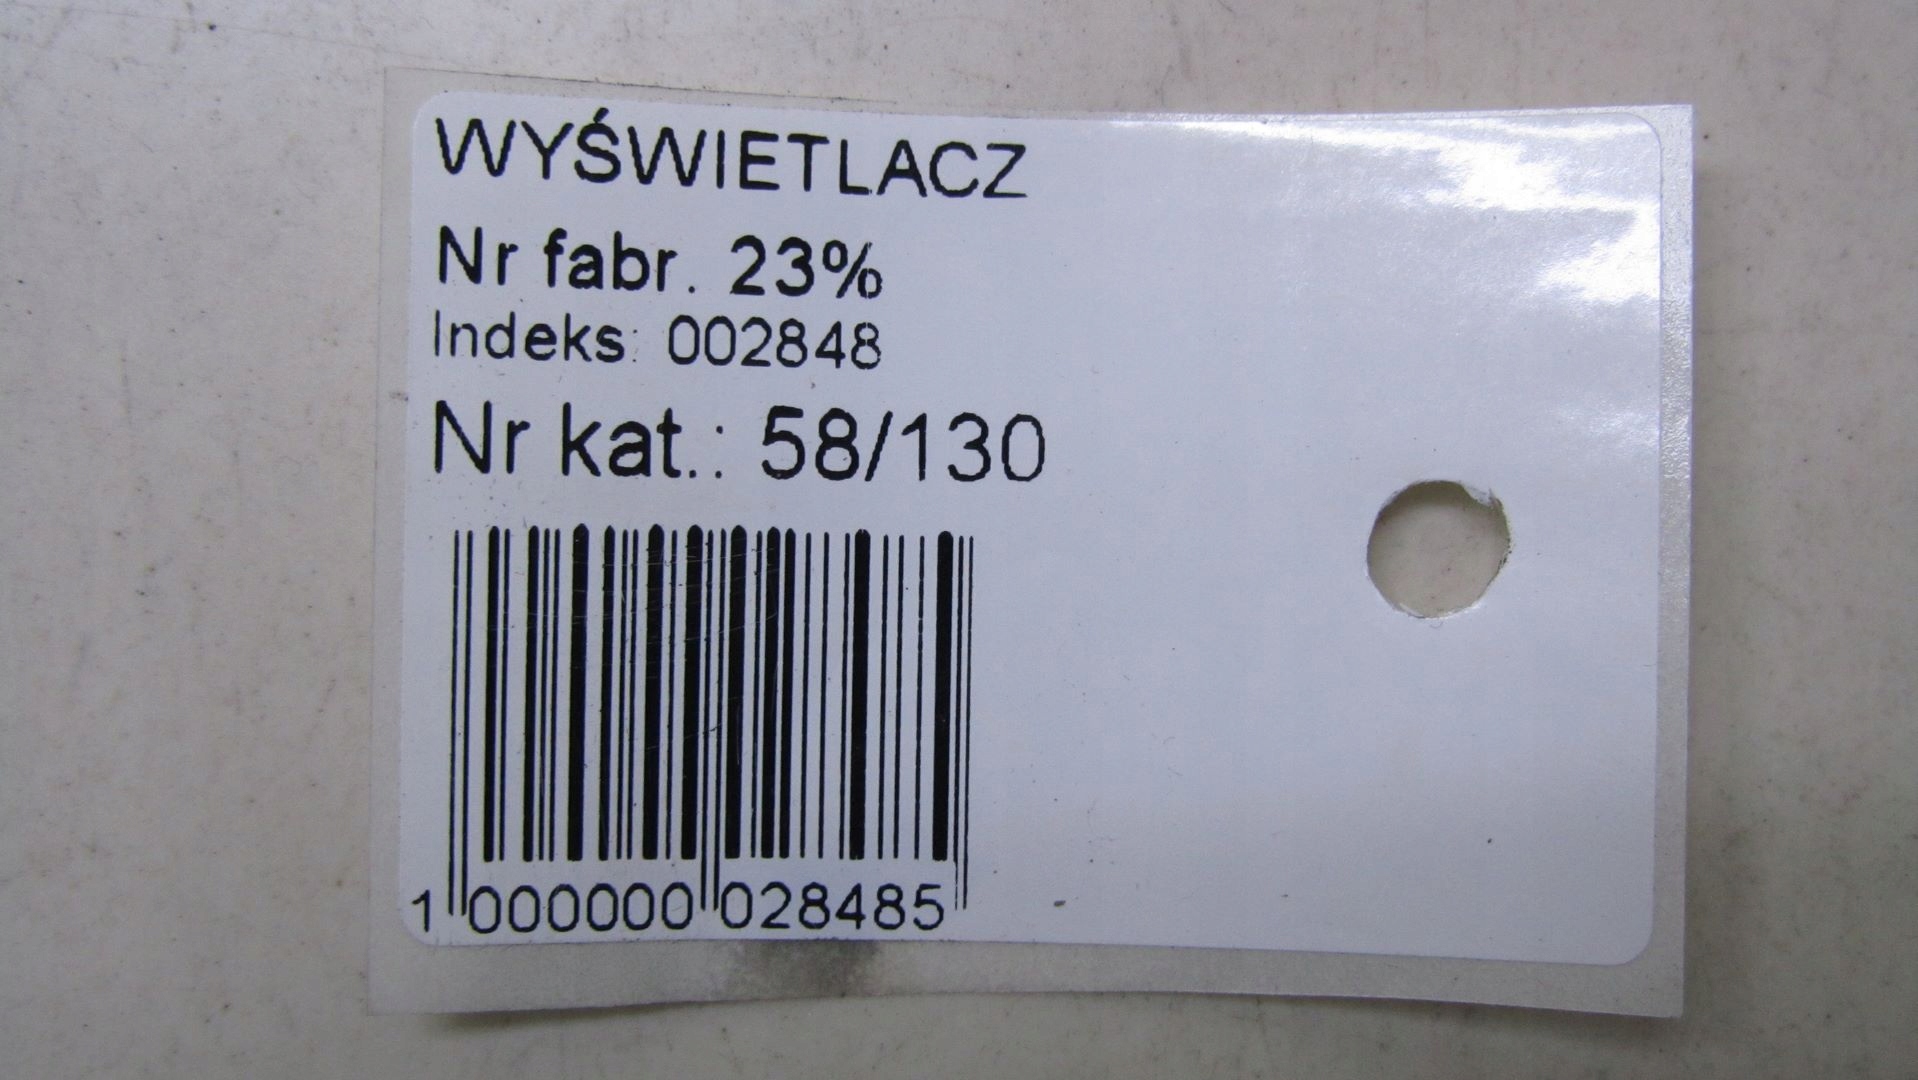 WYŚWIETLACZ
Nr fabr. 23%
Indeks: 002848
Nr kat.: 58/130
1 000000 028485